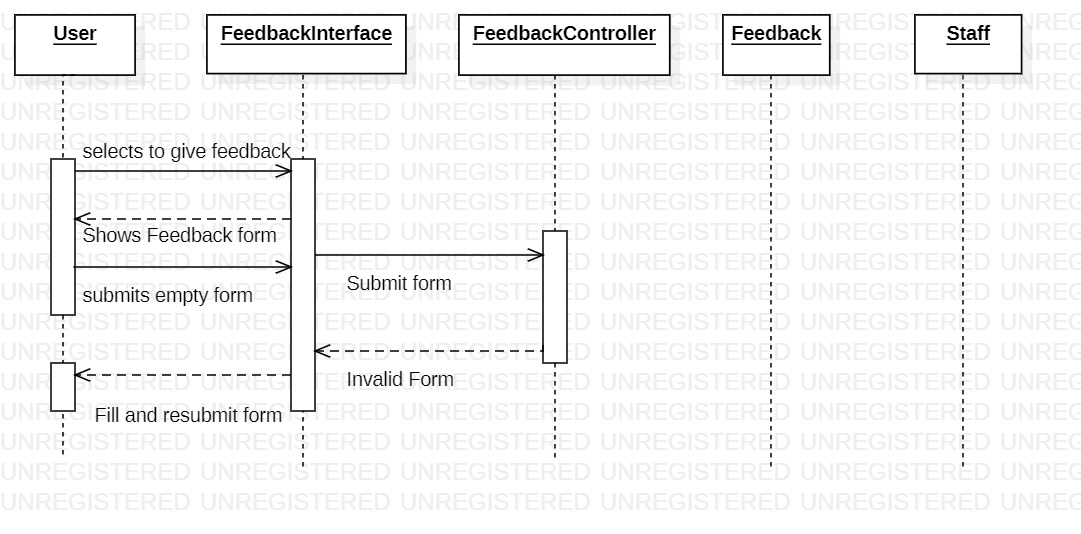 User
FeedbackInterface
FeedbackController
Feedback
Staff
selects to give feedback
Shows Feedback form
submits empty form
Submit form
Invalid Form
Fill and resubmit form
UNREGISTERED